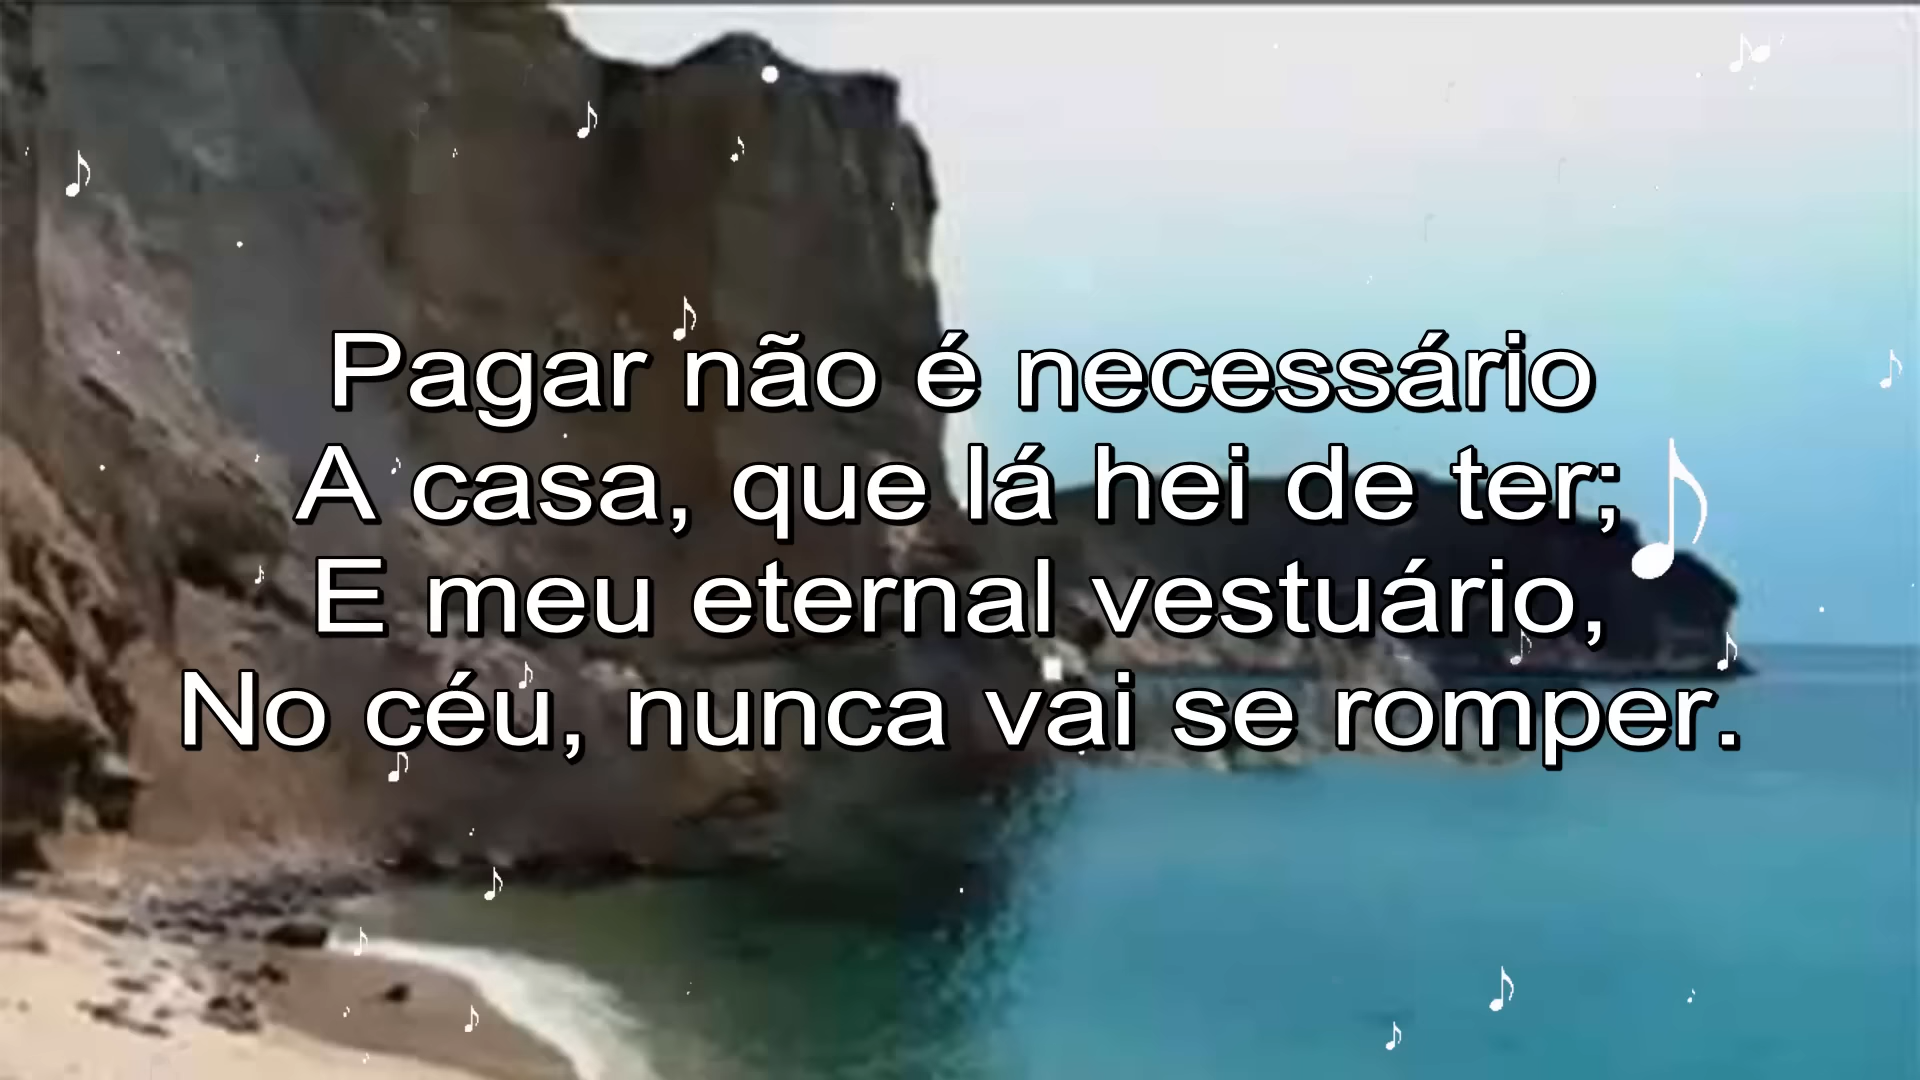 Pagar não é necessário
A casa, que lá hei de ter;
E meu eternal vestuário,
No céu, nunca vai se romper.